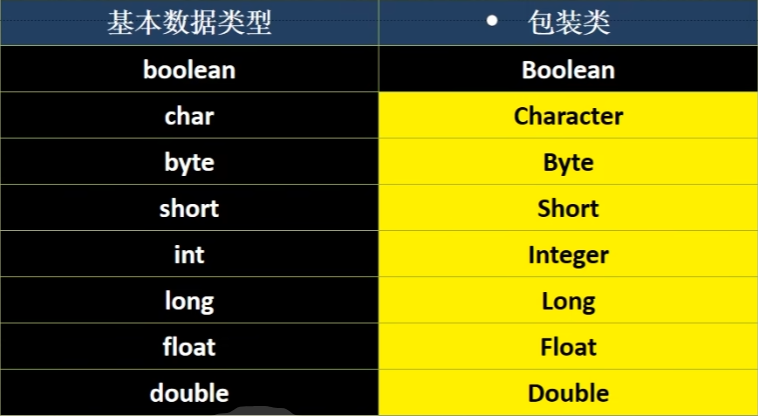 基本数据类型 • 包装类
boolean Boolean
char Character
byte Byte
short Short
int Integer
long Long
float Float
double Double